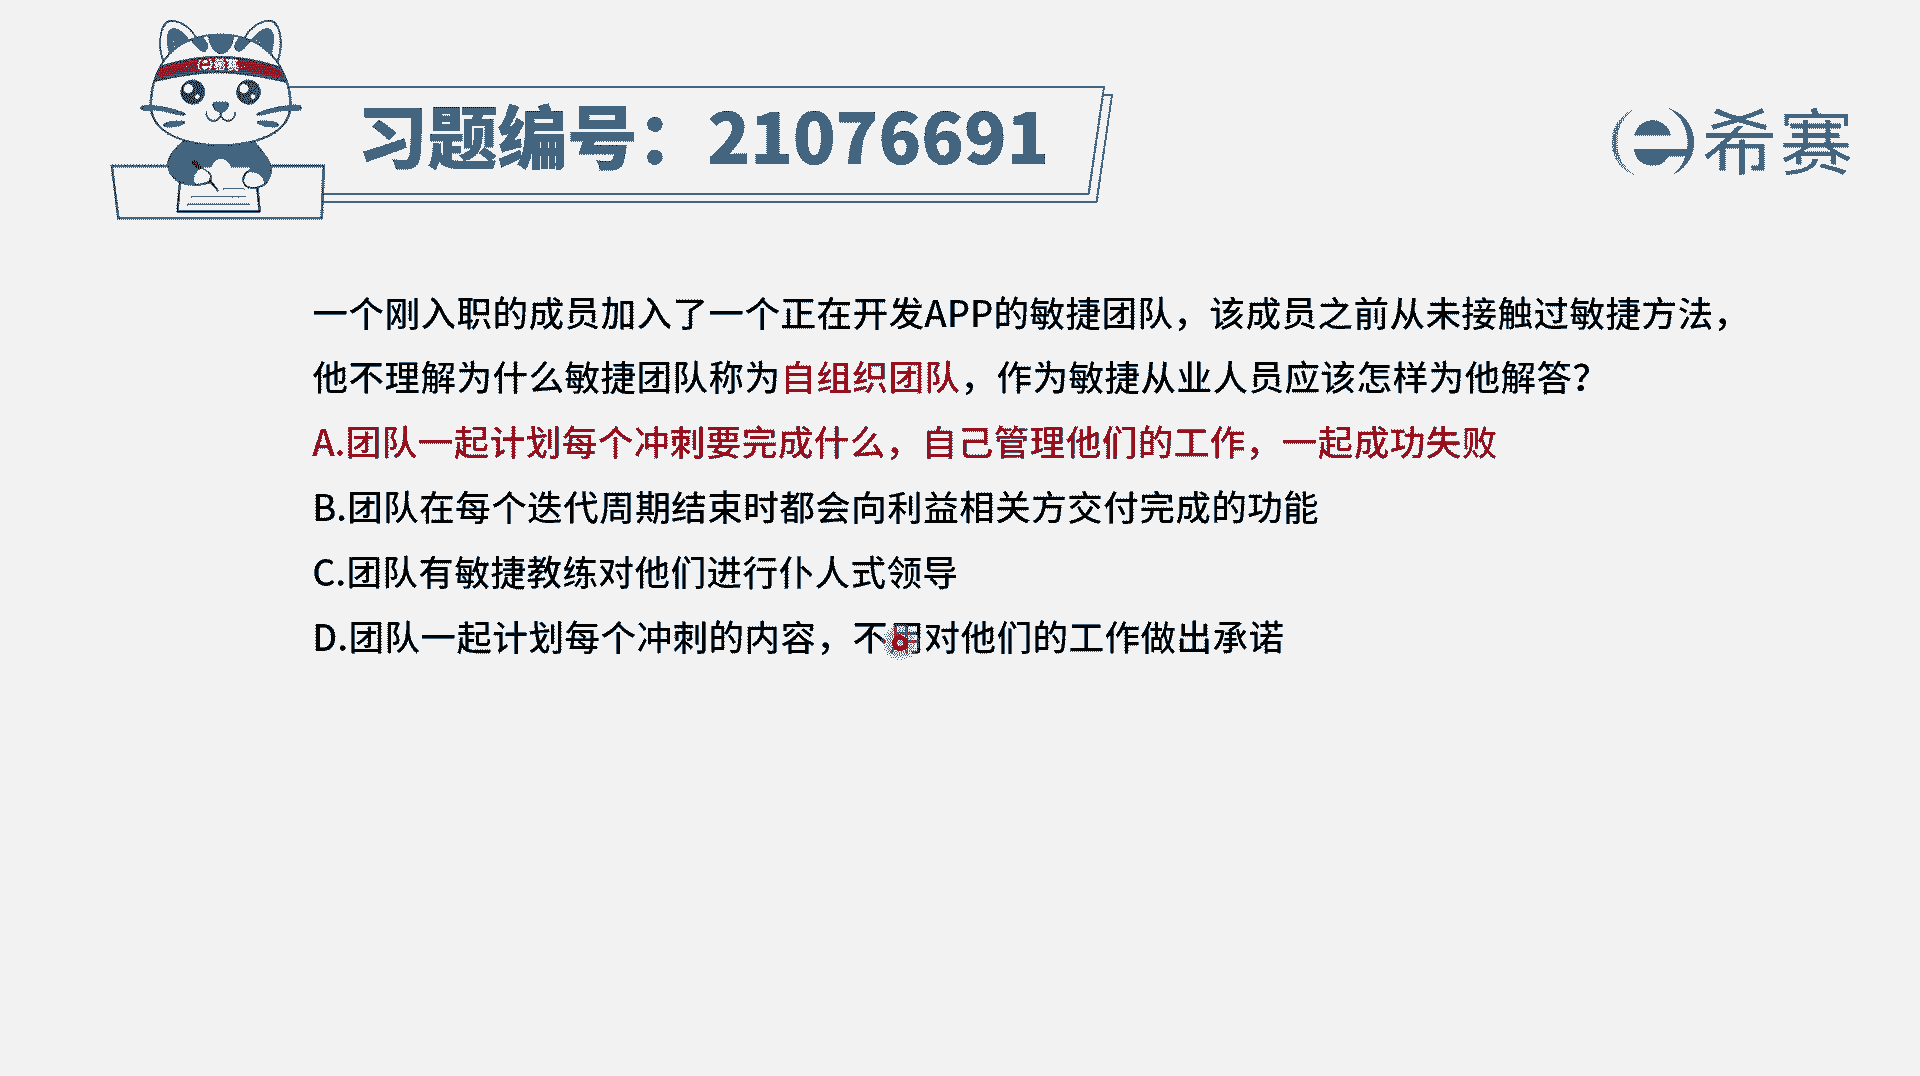 e希赛
习题编号：21076691
e希赛
一个刚入职的成员加入了一个正在开发APP的敏捷团队，该成员之前从未接触过敏捷方法，
他不理解为什么敏捷团队称为自组织团队，作为敏捷从业人员应该怎样为他解答？
A.团队一起计划每个冲刺要完成什么，自己管理他们的工作，一起成功失败
B.团队在每个迭代周期结束时都会向利益相关方交付完成的功能
C.团队有敏捷教练对他们进行仆人式领导
D.团队一起计划每个冲刺的内容，不用对他们的工作做出承诺